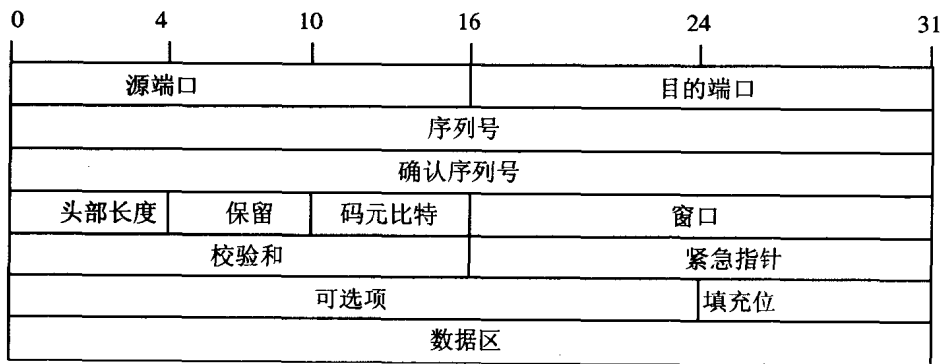 0 4 10 16 24 31
源端口 目的端口
序列号
确认序列号
头部长度 保留 码元比特 窗口
校验和 紧急指针
可选项 填充位
数据区